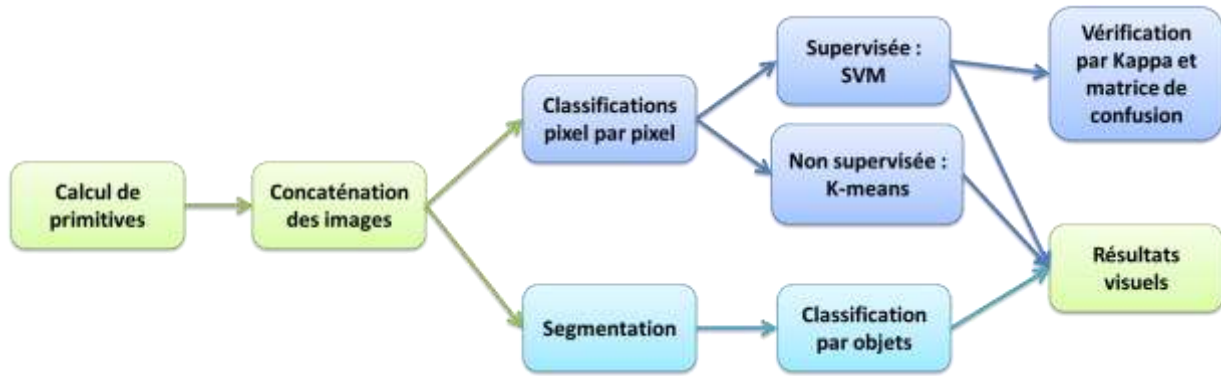 Calcul de
primitives
Concaténation
des images
Classifications
pixel par pixel
Supervisée :
SVM
Non supervisée :
K-means
Vérification
par Kappa et
matrice de
confusion
Segmentation
Classification
par objets
Résultats
visuels